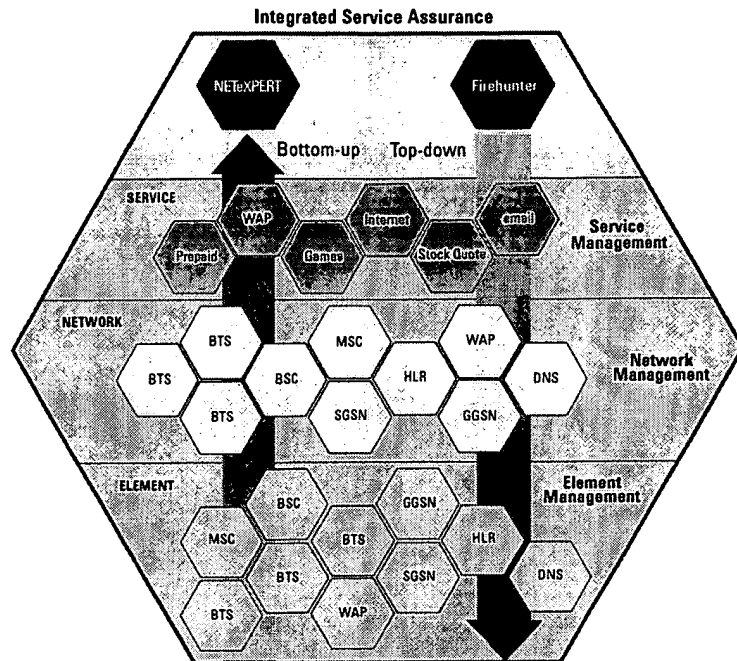 Integrated Service Assurance
NETeXPERT
Firehunter
Bottom-up
Top-down
SERVICE
WAP
Internet
email
Prepaid
Games
Stock Quote
Service
Management
NETWORK
BTS
MSC
WAP
BTS
BSC
HLR
DNS
BTS
SGSN
GGSN
Network
Management
ELEMENT
BSC
GGSN
Element
Management
MSC
BTS
HLR
BTS
SGSN
DNS
BTS
WAP